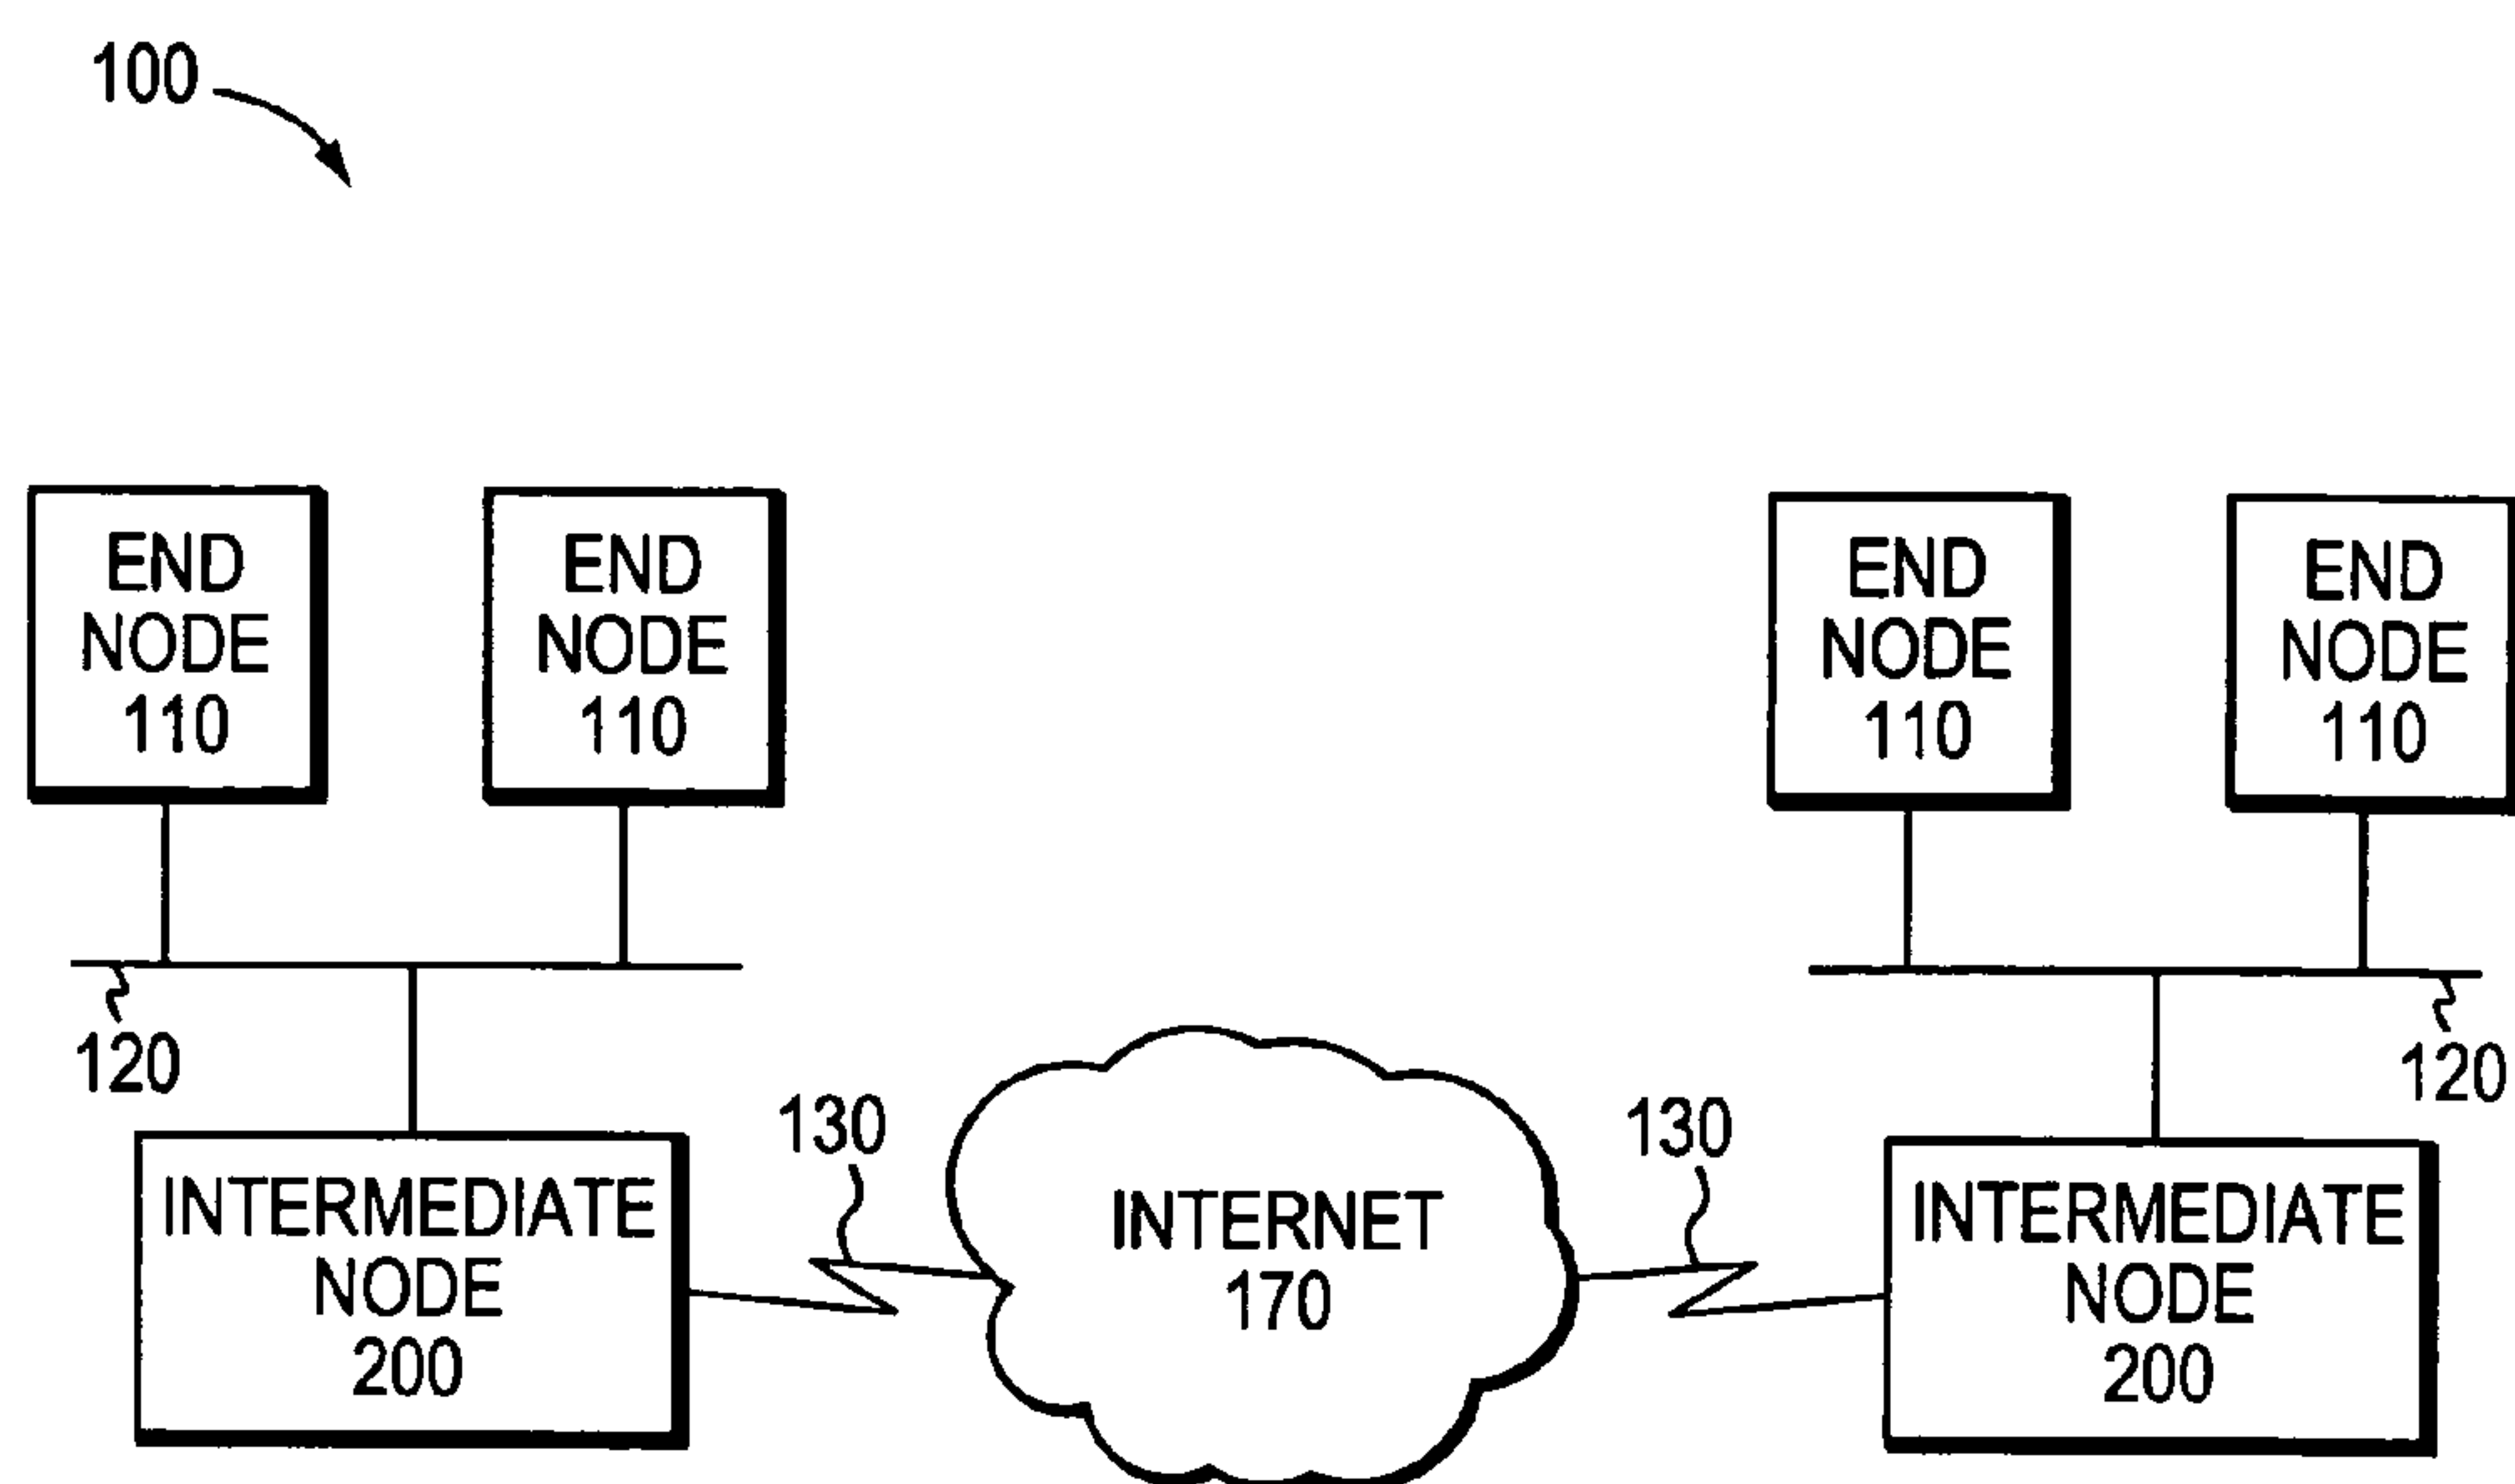 100
END
NODE
110
END
NODE
110
END
NODE
110
END
NODE
110
120
120
130
130
INTERMEDIATE
NODE
200
INTERNET
170
INTERMEDIATE
NODE
200